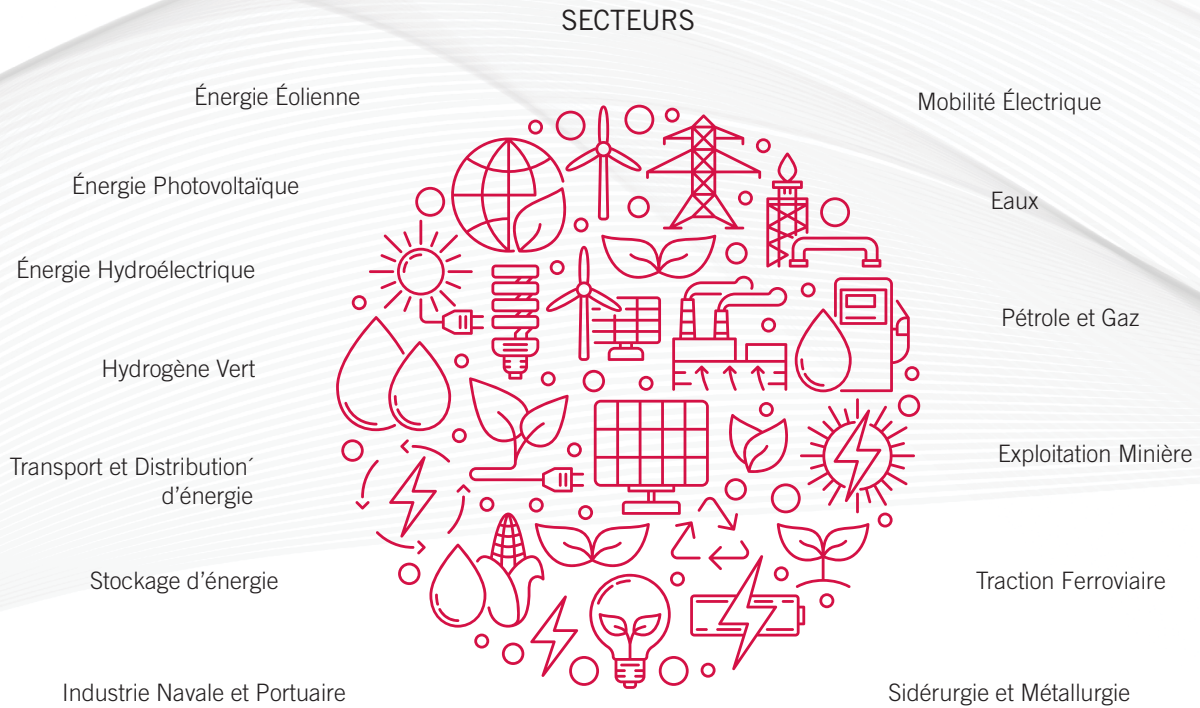 SECTEURS
Énergie Éolienne
Énergie Photovoltaïque
Énergie Hydroélectrique
Hydrogène Vert
Transport et Distribution´
d’énergie
Stockage d’énergie
Industrie Navale et Portuaire
Mobilité Électrique
Eaux
Pétrole et Gaz
Exploitation Minière
Traction Ferroviaire
Sidérurgie et Métallurgie